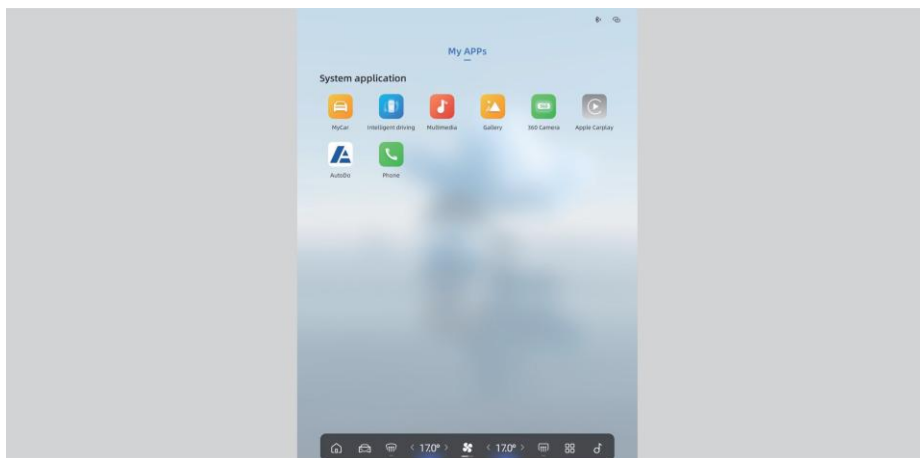 My APPs
System application
MyCar Intelligent driving Multimedia Gallery 360 Camera Apple Carplay
AutoDo Phone
< 17.0° > < 17.0° >